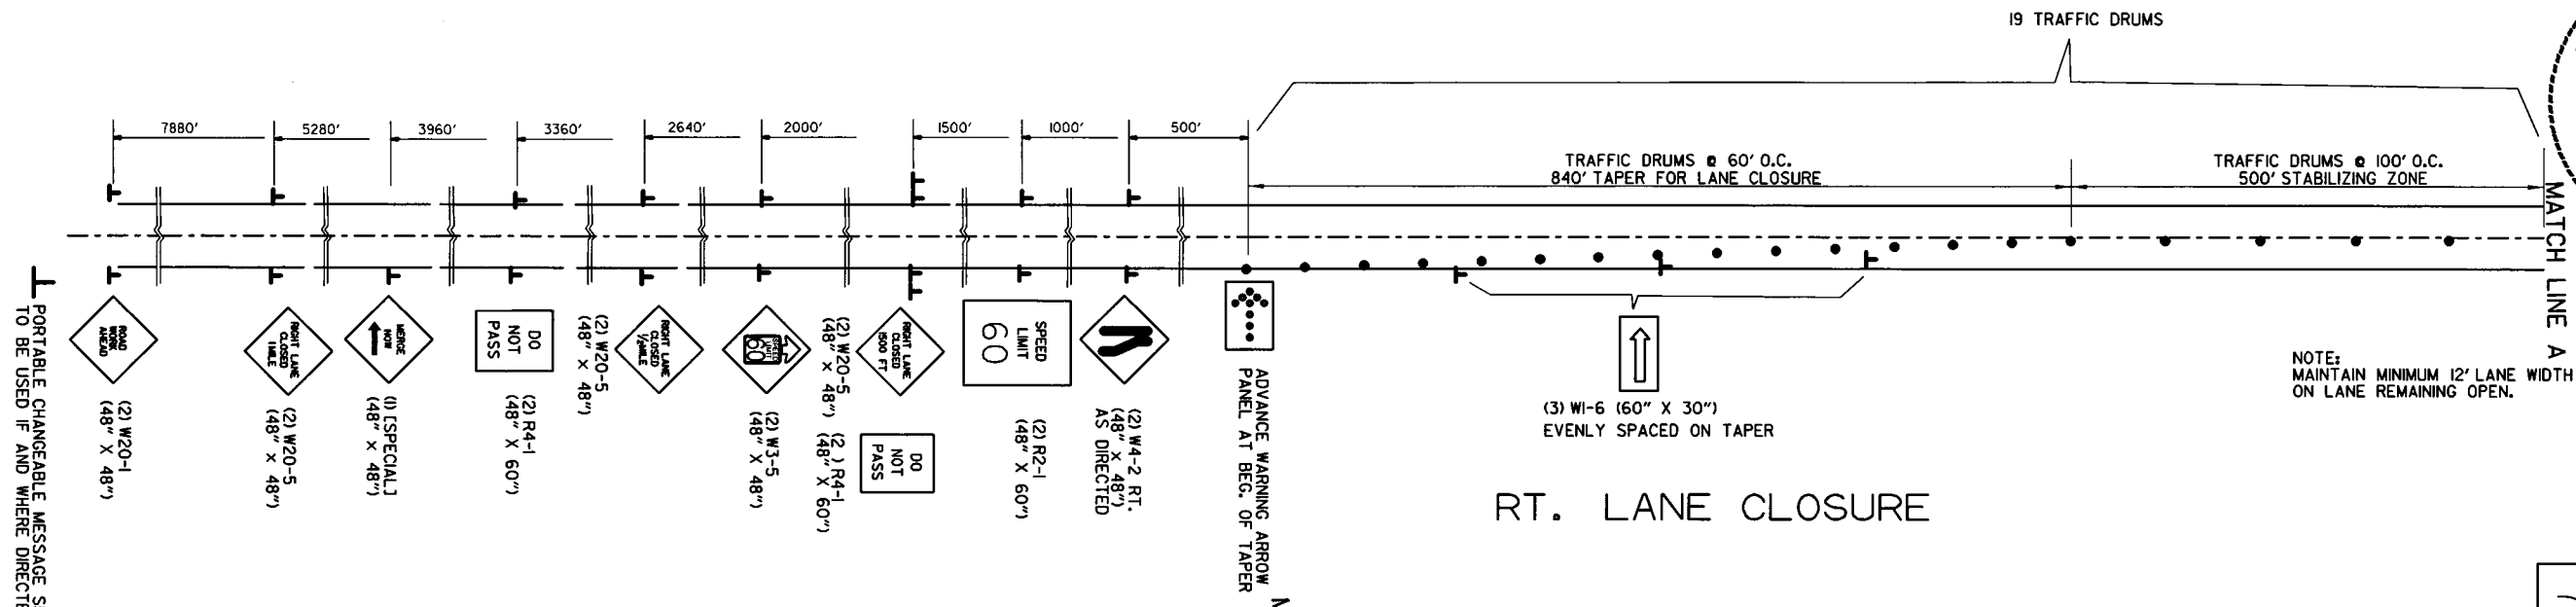 19 TRAFFIC DRUMS
7880'
5280'
3960'
3360'
2640'
2000'
1500'
1000'
500'
TRAFFIC DRUMS @ 60' O.C.
840' TAPER FOR LANE CLOSURE
TRAFFIC DRUMS @ 100' O.C.
500' STABILIZING ZONE
MATCH LINE A
PORTABLE CHANGEABLE MESSAGE
TO BE USED IF AND WHERE
ROAD
WORK
AHEAD
(2) W20-1
(48" X 48")
RIGHT LANE
CLOSED
1 MILE
(2) W20-5
(48" X 48")
MERGE
NOW
(1) [ESPECIAL]
(48" X 48")
DO
NOT
PASS
(2) R4-1
(48" X 60")
(2) W20-5
(48" X 48")
RIGHT LANE
CLOSED
1/2 MILE
SPEED
LIMIT
60
(2) W3-5
(48" X 48")
(2) W20-5
(48" X 48")
(2 ) R4-1
(48" X 60")
RIGHT LANE
CLOSED
1500 FT
DO
NOT
PASS
SPEED
LIMIT
60
(2) R2-1
(48" X 60")
(2) W4-2 RT.
(48" X 48")
AS DIRECTED
ADVANCE WARNING ARROW
PANEL AT BEG. OF TAPER
(3) W1-6 (60" X 30")
EVENLY SPACED ON TAPER
NOTE:
MAINTAIN MINIMUM 12' LANE WIDTH
ON LANE REMAINING OPEN.
RT. LANE CLOSURE